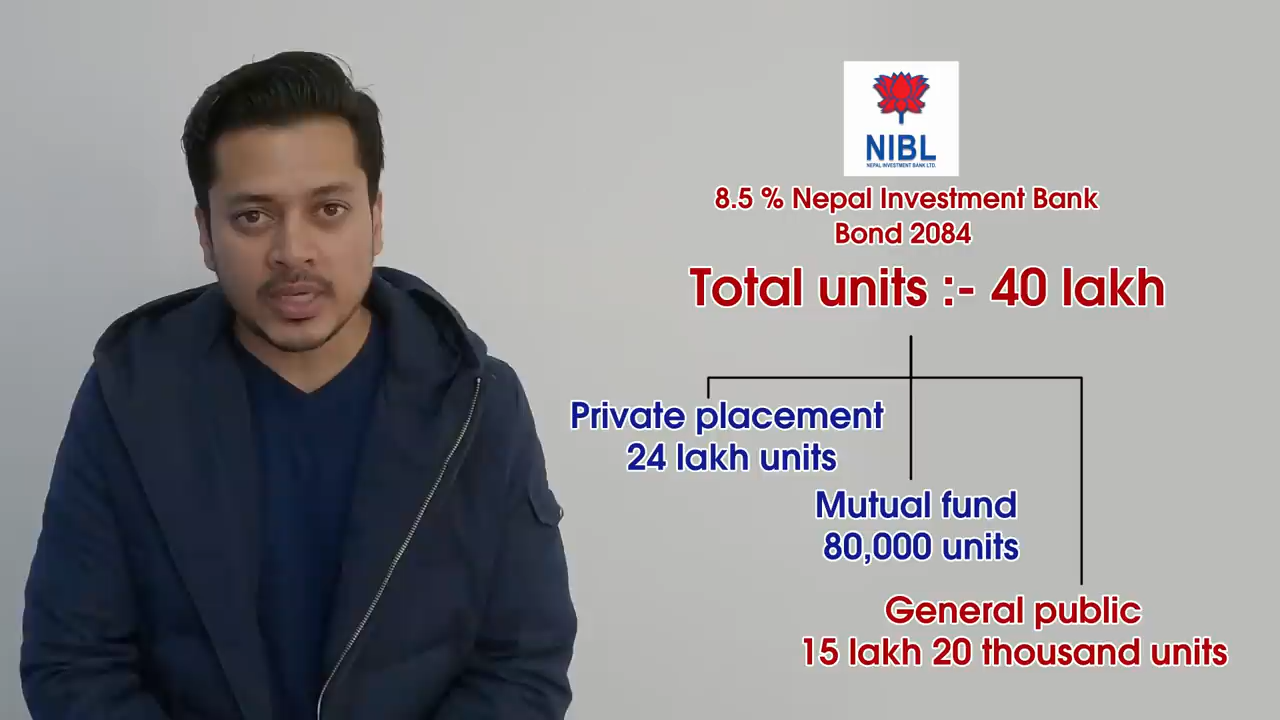 NIBL
NEPAL INVESTMENT BANK LTD.
8.5 % Nepal Investment Bank
Bond 2084
Total units :- 40 lakh
Private placement
24 lakh units
Mutual fund
80,000 units
General public
15 lakh 20 thousand units